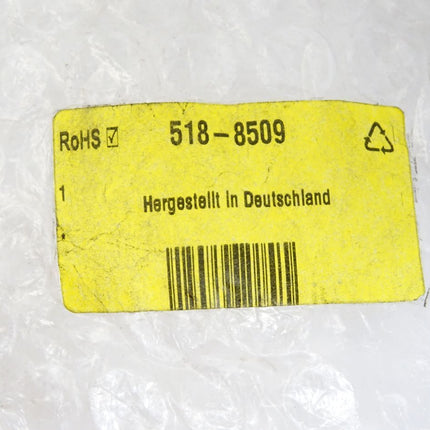 RoHS ☑ 518-8509
1
Hergestellt in Deutschland